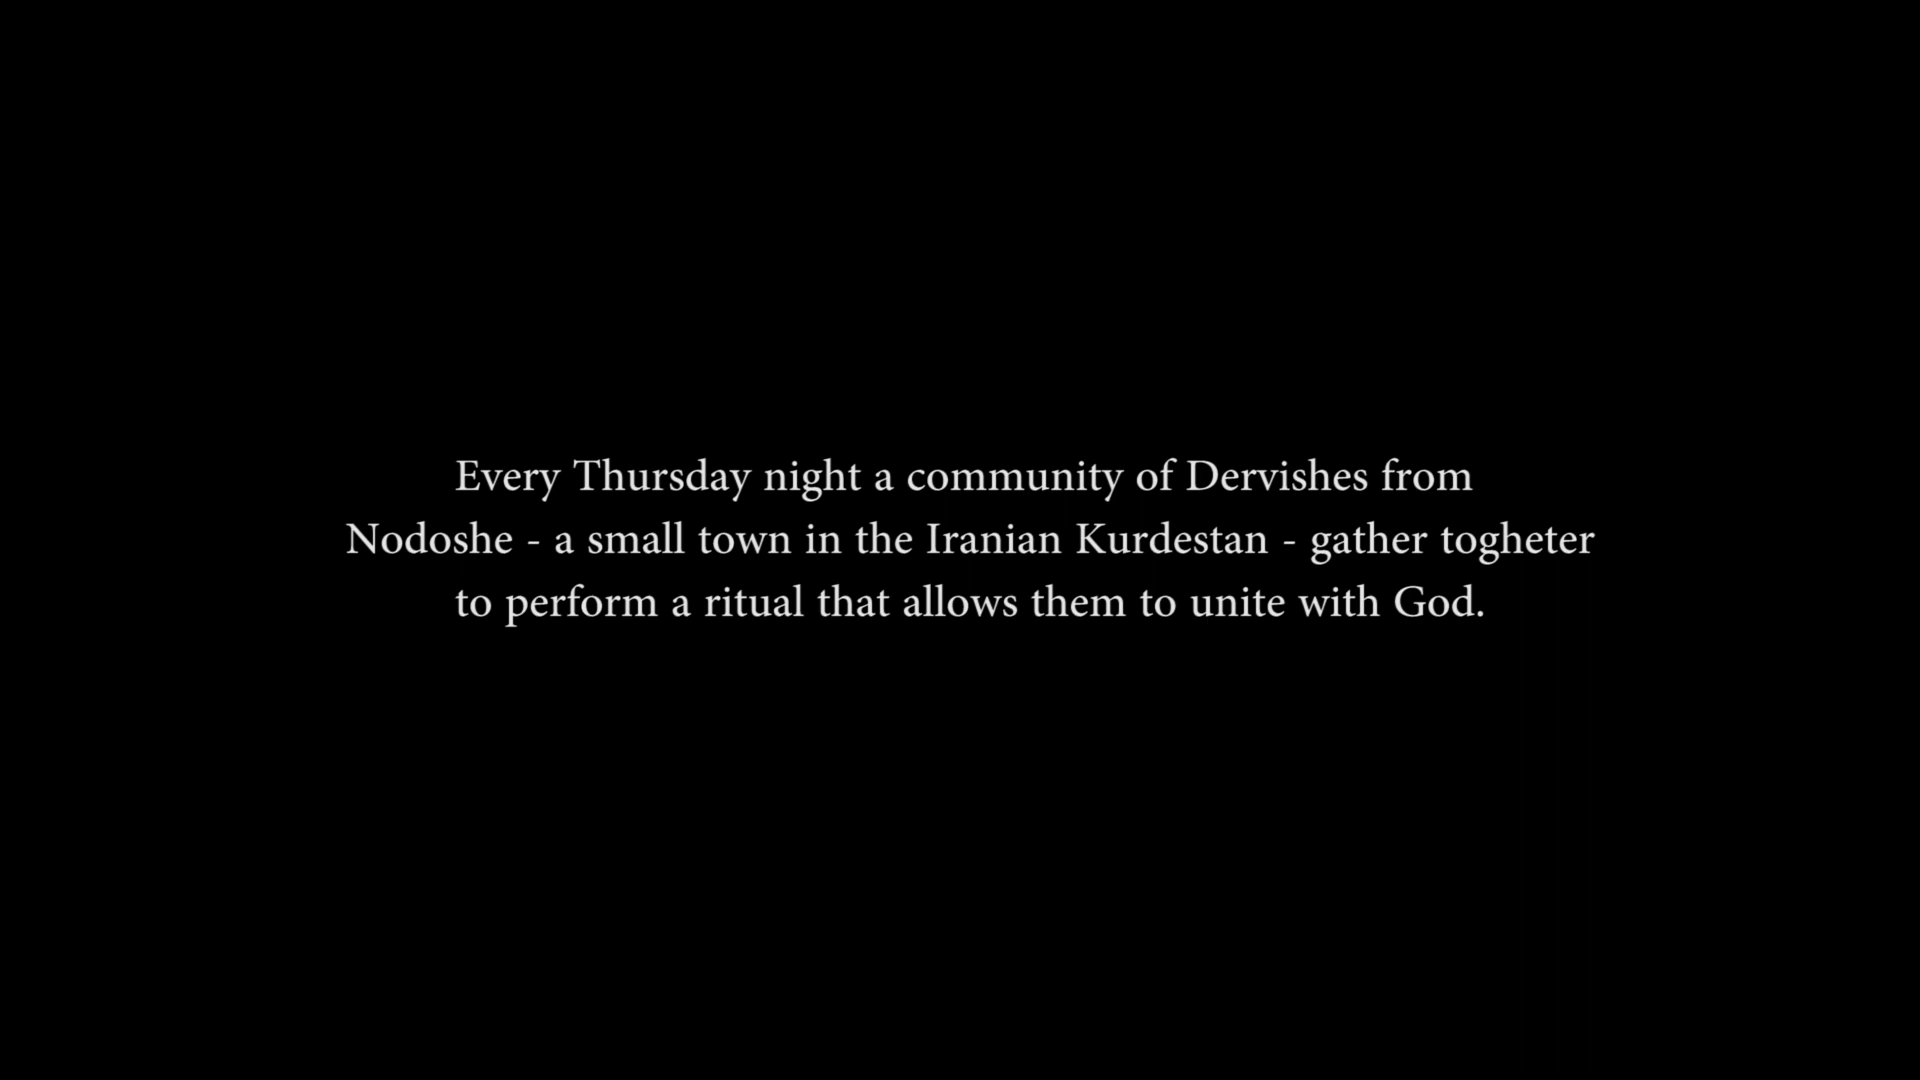 Every Thursday night a community of Dervishes from
Nodoshe - a small town in the Iranian Kurdestan - gather togheter
to perform a ritual that allows them to unite with God.